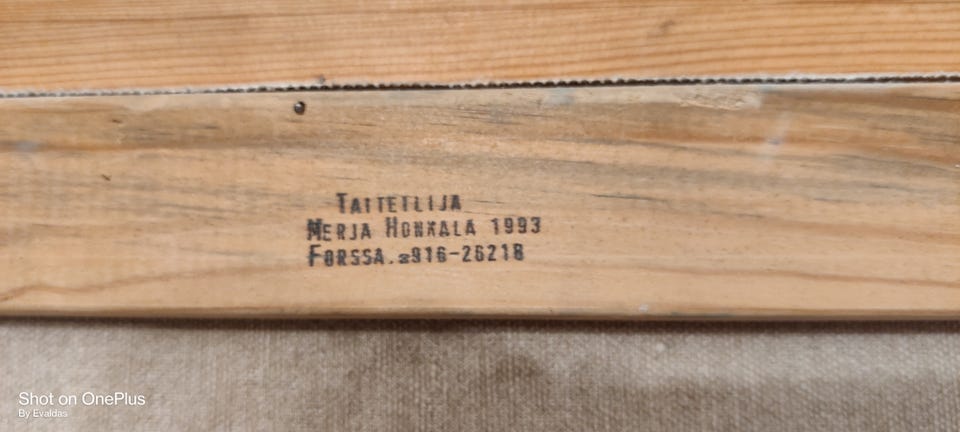 TAITEILIJA
MERJA HONKALA 1993
FORSSA.☎916-26218
Shot on OnePlus
By Evaldas